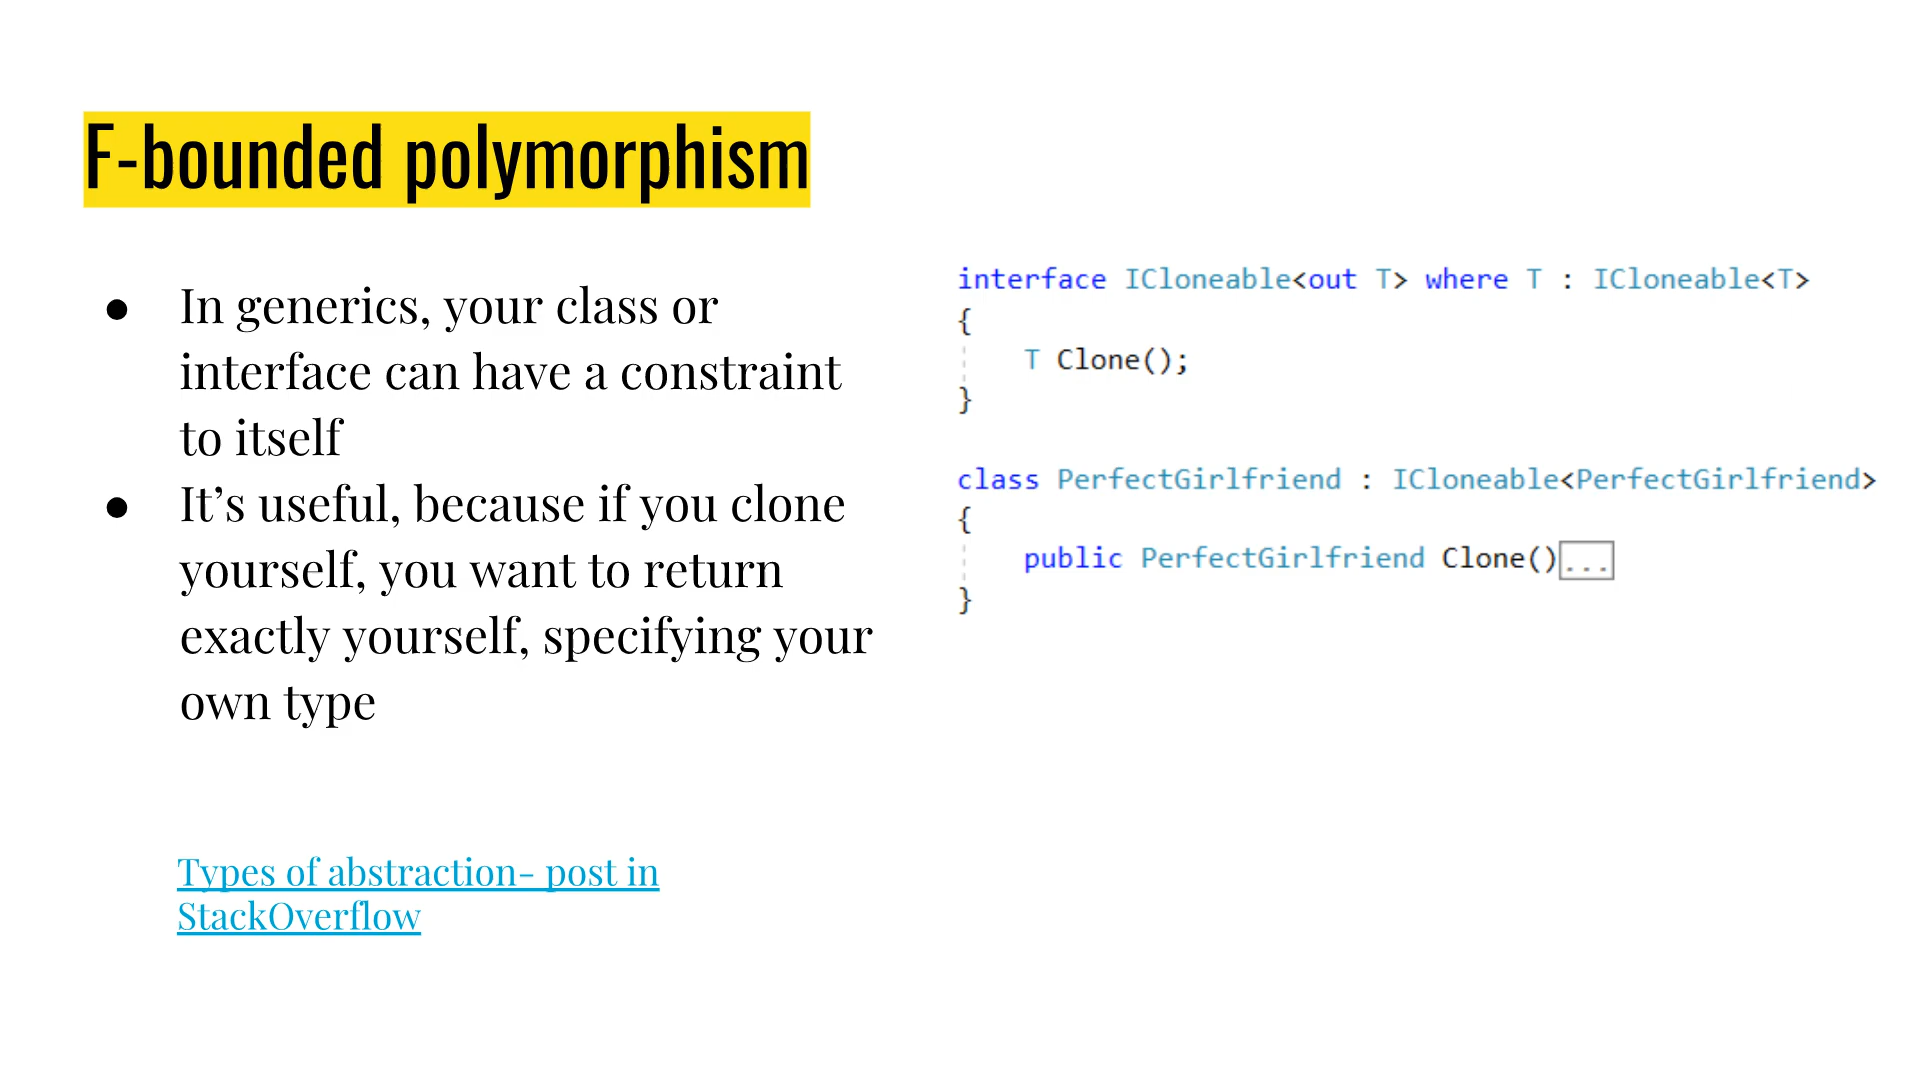 F-bounded polymorphism
● In generics, your class or
interface can have a constraint
to itself
● It’s useful, because if you clone
yourself, you want to return
exactly yourself, specifying your
own type
Types of abstraction- post in
StackOverflow
interface ICloneable<out T> where T : ICloneable<T>
{
T Clone();
}
class PerfectGirlfriend : ICloneable<PerfectGirlfriend>
{
public PerfectGirlfriend Clone()...
}